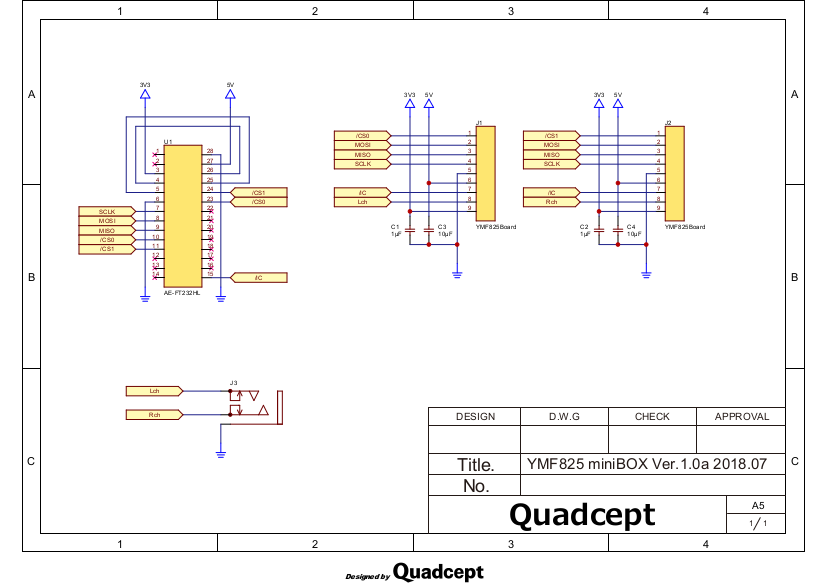 1 2 3 4
A A
3V3 5V
3V3 5V
3V3 5V
U1
1 28
2 27
3 26
4 25
5 24 /CS1
6 23 /CS0
SCLK 7 22
MOSI 8 21
MISO 9 20
/CS0 10 19
/CS1 11 18
12 17
13 16
14 15 /IC
AE-FT232HL
J1
/CS0 1
MOSI 2
MISO 3
SCLK 4
5
6
/IC 7
Lch 8
9
YMF825Board
C1 1µF
C3 10µF
J2
/CS1 1
MOSI 2
MISO 3
SCLK 4
5
6
/IC 7
Rch 8
9
YMF825Board
C2 1µF
C4 10µF
B B
J3
Lch
Rch
C C
DESIGN D.W.G CHECK APPROVAL
Title. YMF825 miniBOX Ver.1.0a 2018.07
No.
Quadcept A5
1/1
1 2 3 4
Designed by Quadcept